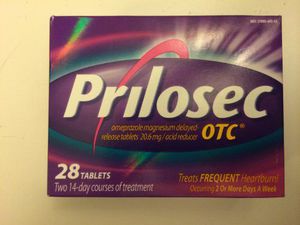 Prilosec
OTC®
omeprazole magnesium delayed
release tablets 20.6 mg / acid reducer
28 TABLETS
Two 14-day courses of treatment
Treats FREQUENT Heartburn!
Occurring 2 Or More Days A Week